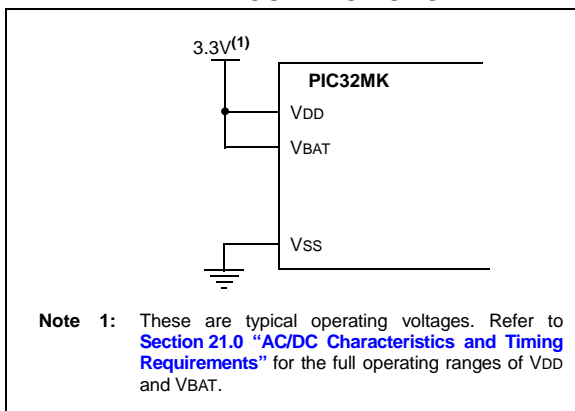 3.3V(1)
PIC32MK
VDD
VBAT
VSS
Note 1: These are typical operating voltages. Refer to
Section 21.0 “AC/DC Characteristics and Timing
Requirements” for the full operating ranges of VDD
and VBAT.